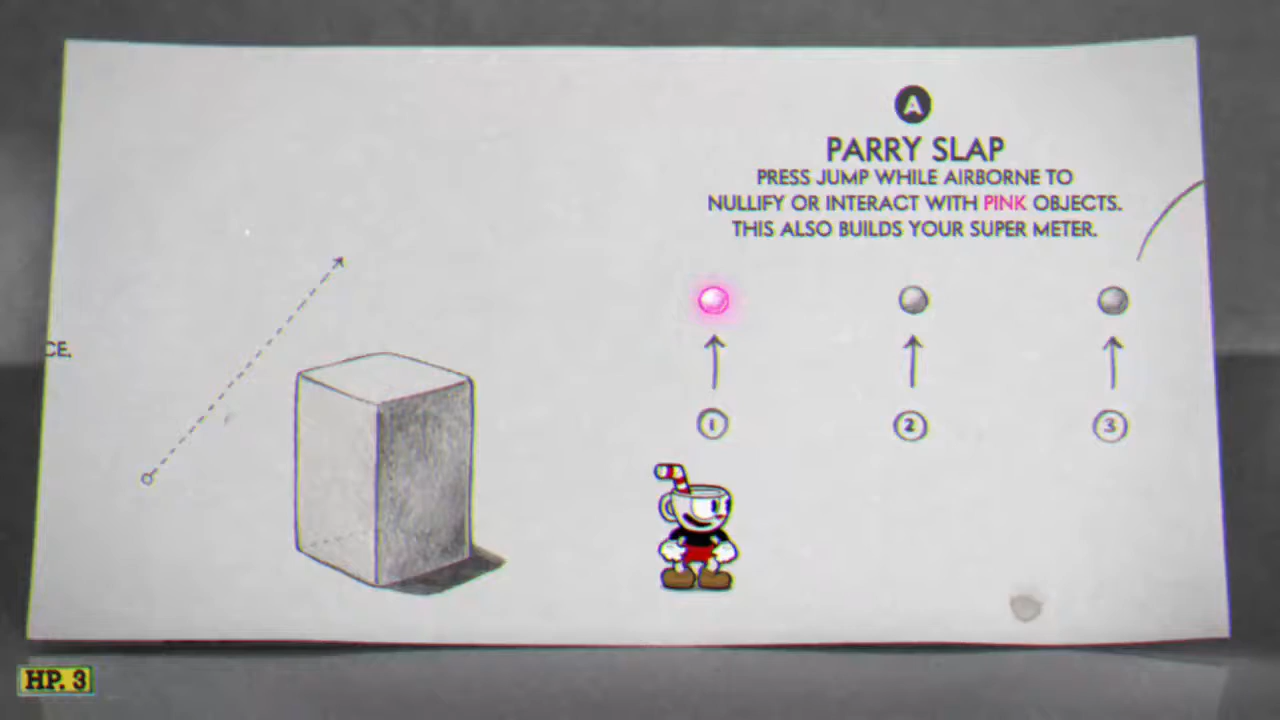 A
PARRY SLAP
PRESS JUMP WHILE AIRBORNE TO
NULLIFY OR INTERACT WITH PINK OBJECTS.
THIS ALSO BUILDS YOUR SUPER METER.
CE.
1 2 3
HP. 3